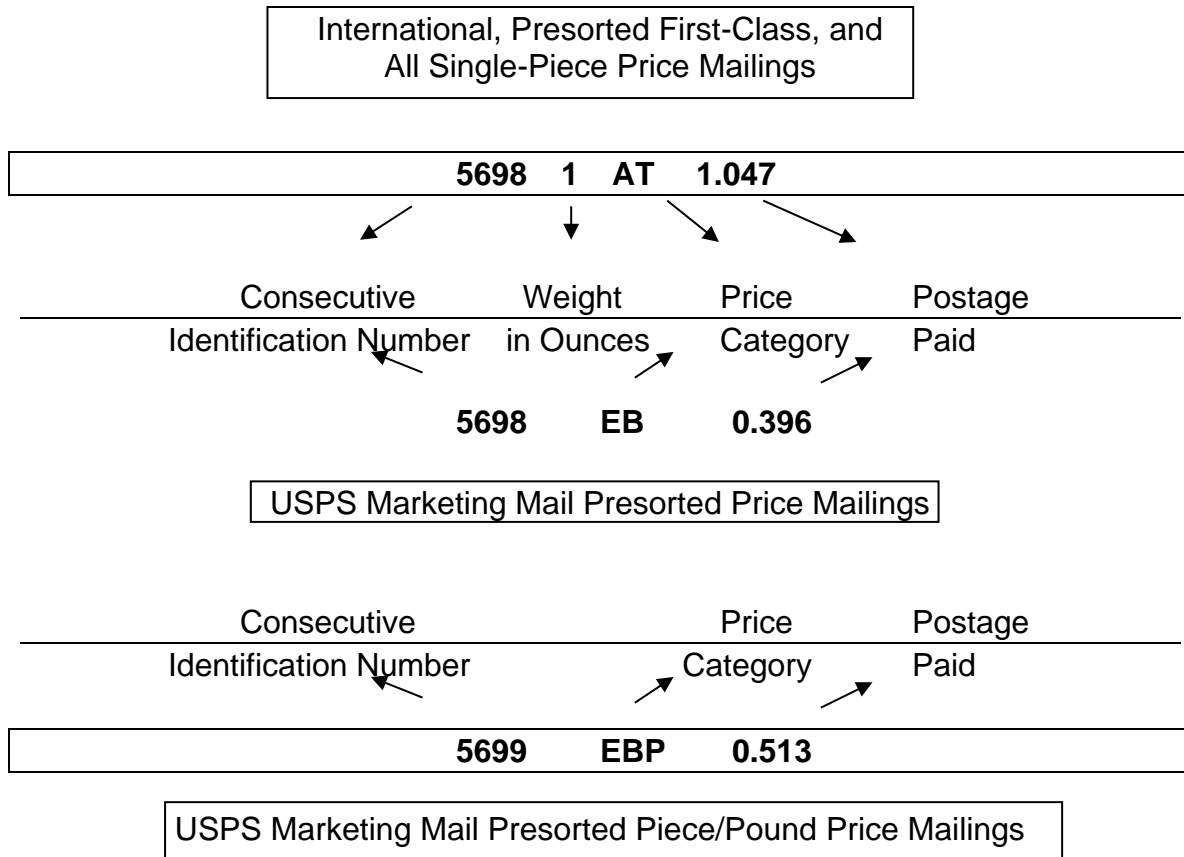 International, Presorted First-Class, and
All Single-Piece Price Mailings
5698 1 AT 1.047
Consecutive Weight Price Postage
Identification Number in Ounces Category Paid
5698 EB 0.396
USPS Marketing Mail Presorted Price Mailings
Consecutive Price Postage
Identification Number Category Paid
5699 EBP 0.513
USPS Marketing Mail Presorted Piece/Pound Price Mailings